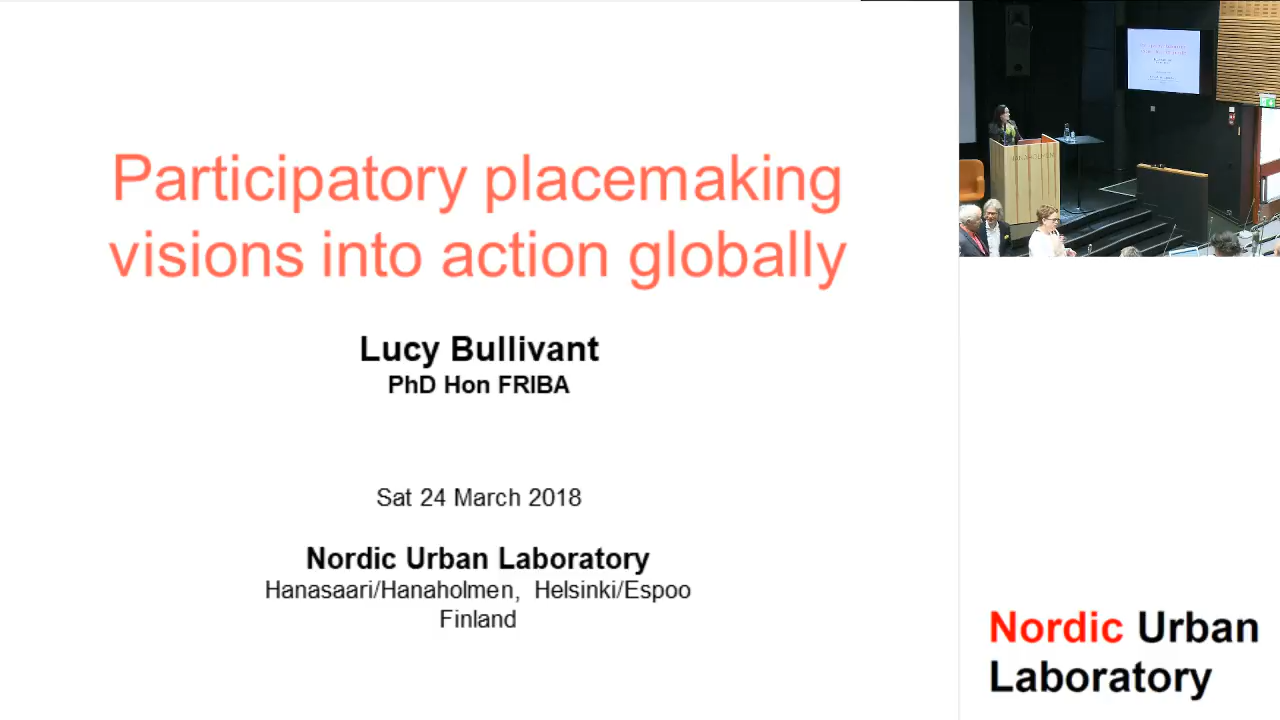 Participatory placemaking
visions into action globally
Lucy Bullivant
PhD Hon FRIBA
Sat 24 March 2018
Nordic Urban Laboratory
Hanasaari/Hanaholmen, Helsinki/Espoo
Finland
HANAHOLMEN
Nordic Urban
Laboratory